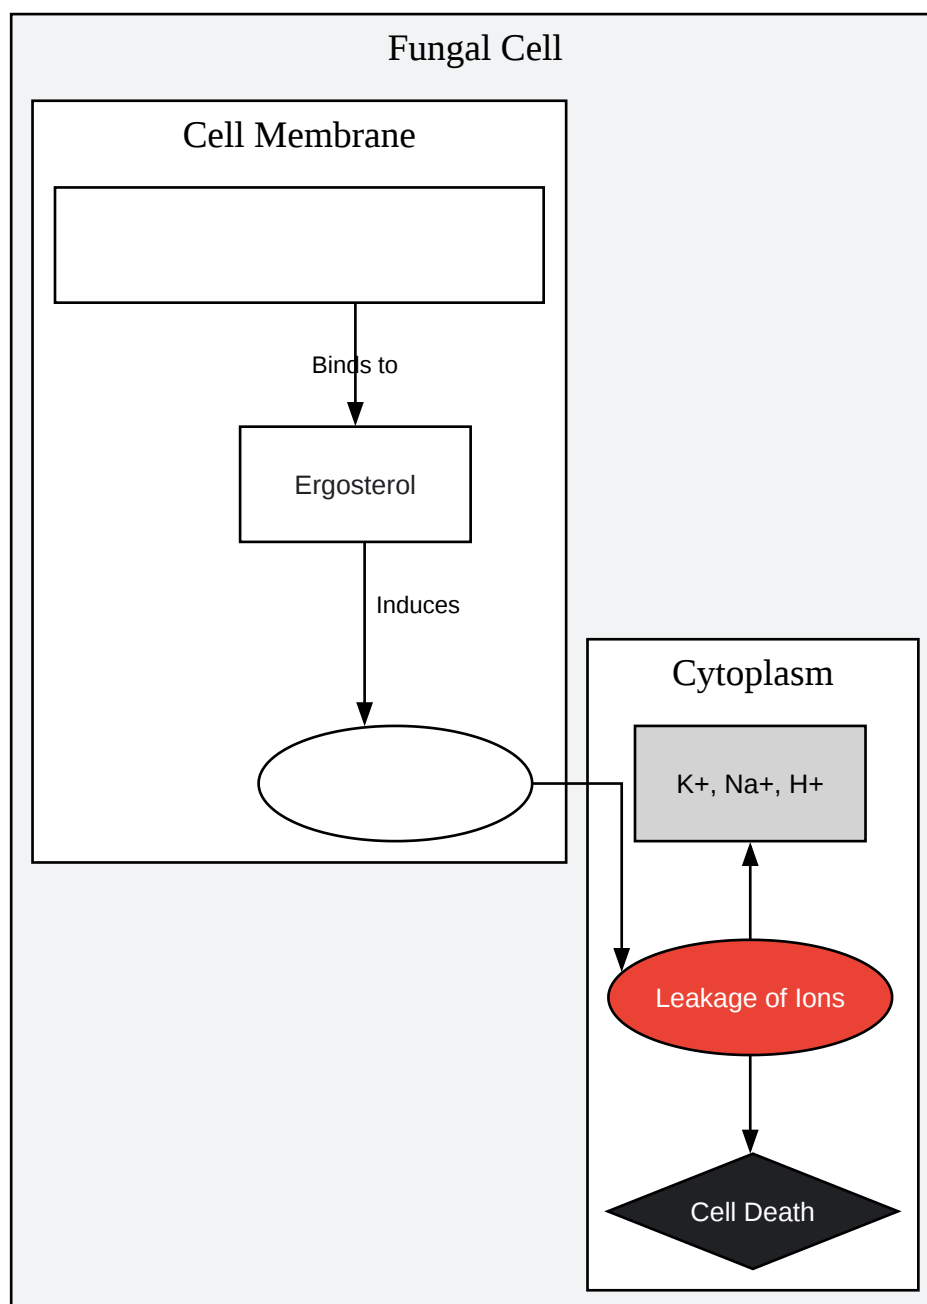 Fungal Cell
Cell Membrane
Binds to
Ergosterol
Induces
Cytoplasm
K+, Na+, H+
Leakage of Ions
Cell Death